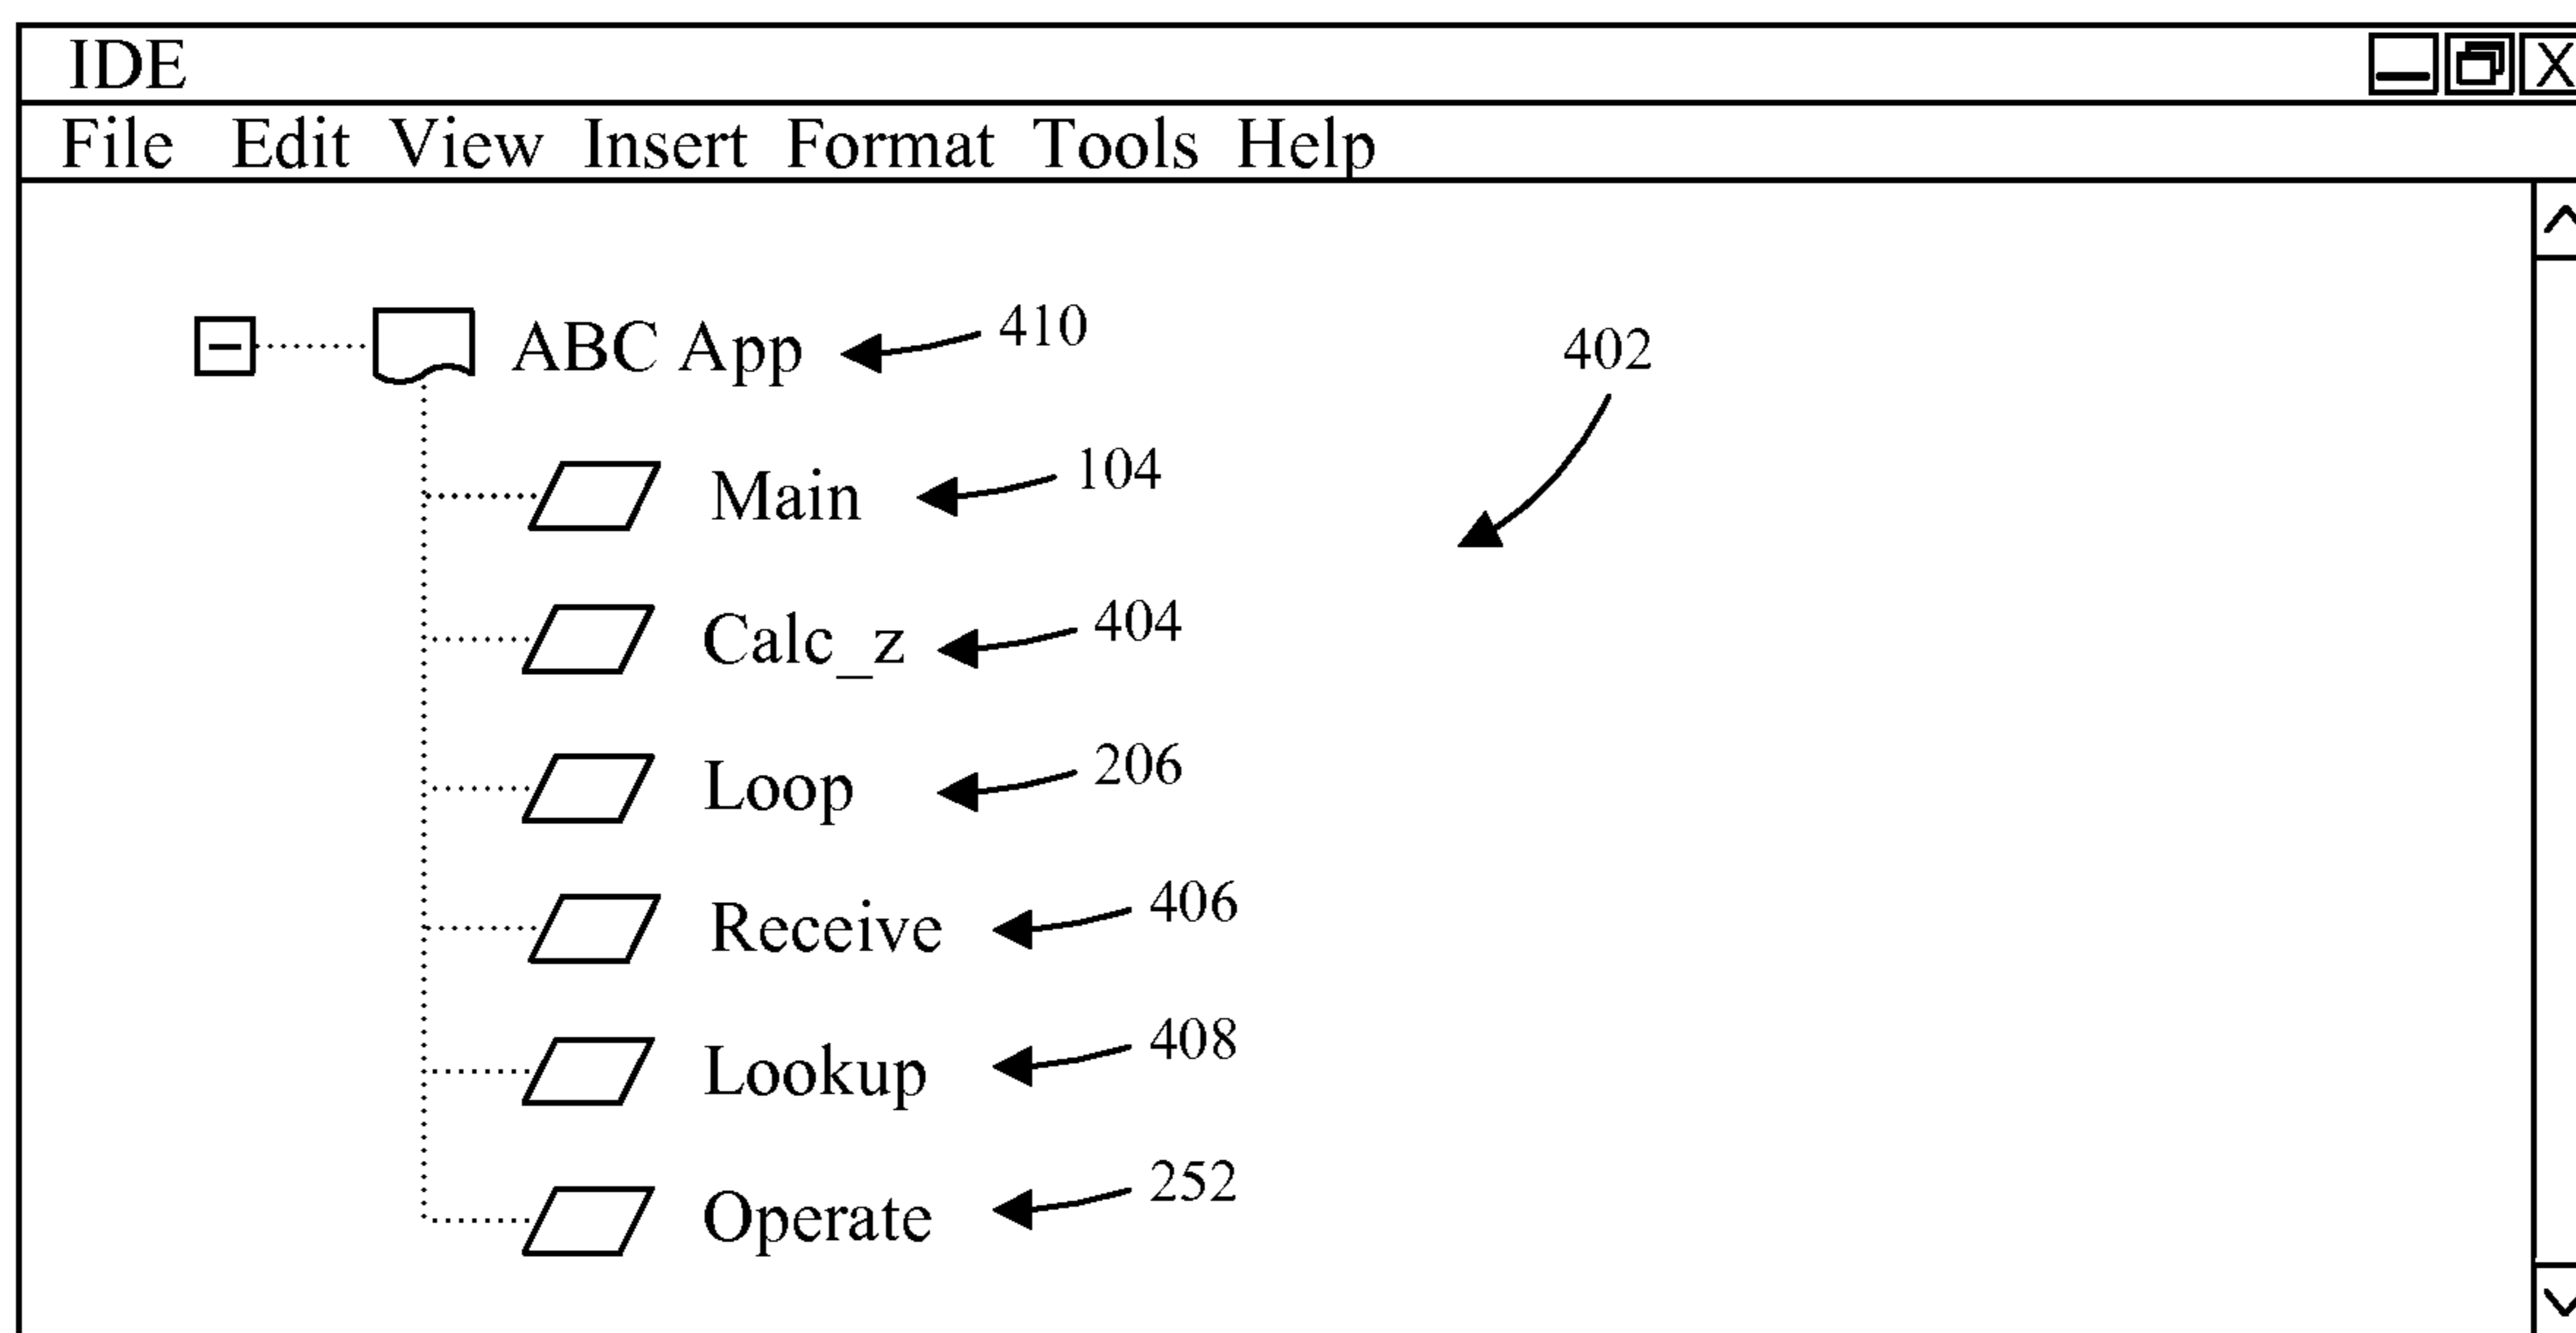 IDE X
File Edit View Insert Format Tools Help
ABC App 410
402
Main 104
Calc_z 404
Loop 206
Receive 406
Lookup 408
Operate 252